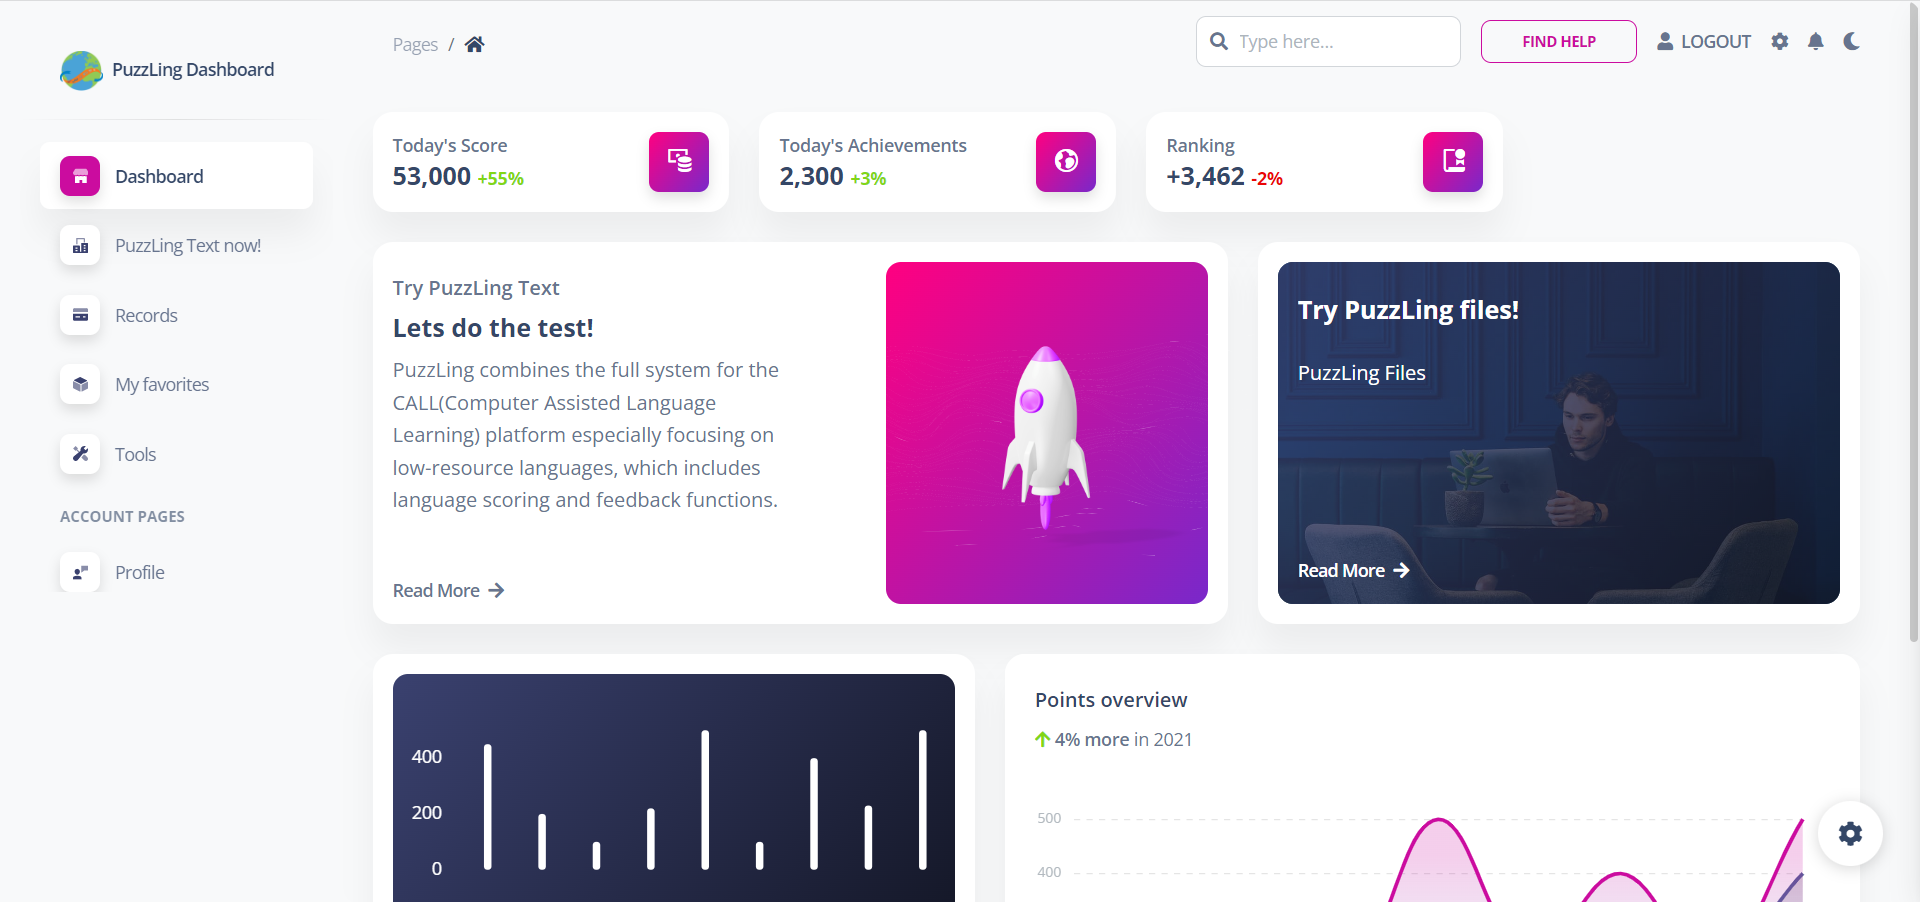 PuzzLing Dashboard
Pages / 
Type here...
FIND HELP
LOGOUT
Dashboard
PuzzLing Text now!
Records
My favorites
Tools
ACCOUNT PAGES
Profile
Today's Score
53,000 +55%
Today's Achievements
2,300 +3%
Ranking
+3,462 -2%
Try PuzzLing Text
Lets do the test!
PuzzLing combines the full system for the
CALL(Computer Assisted Language
Learning) platform especially focusing on
low-resource languages, which includes
language scoring and feedback functions.
Read More
Try PuzzLing files!
PuzzLing Files
Read More
400
200
0
Points overview
4% more in 2021
500
400